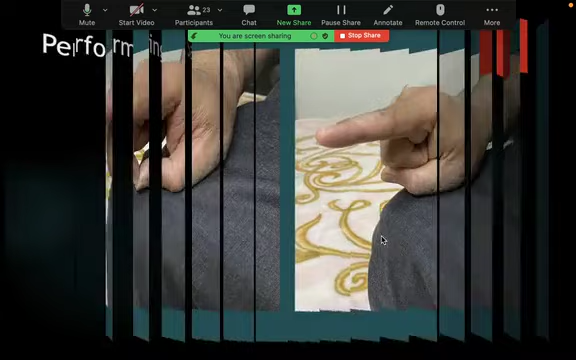 Mute
Start Video
Participants
23
Chat
New Share
Pause Share
Annotate
Remote Control
More
You are screen sharing
Stop Share
Performing